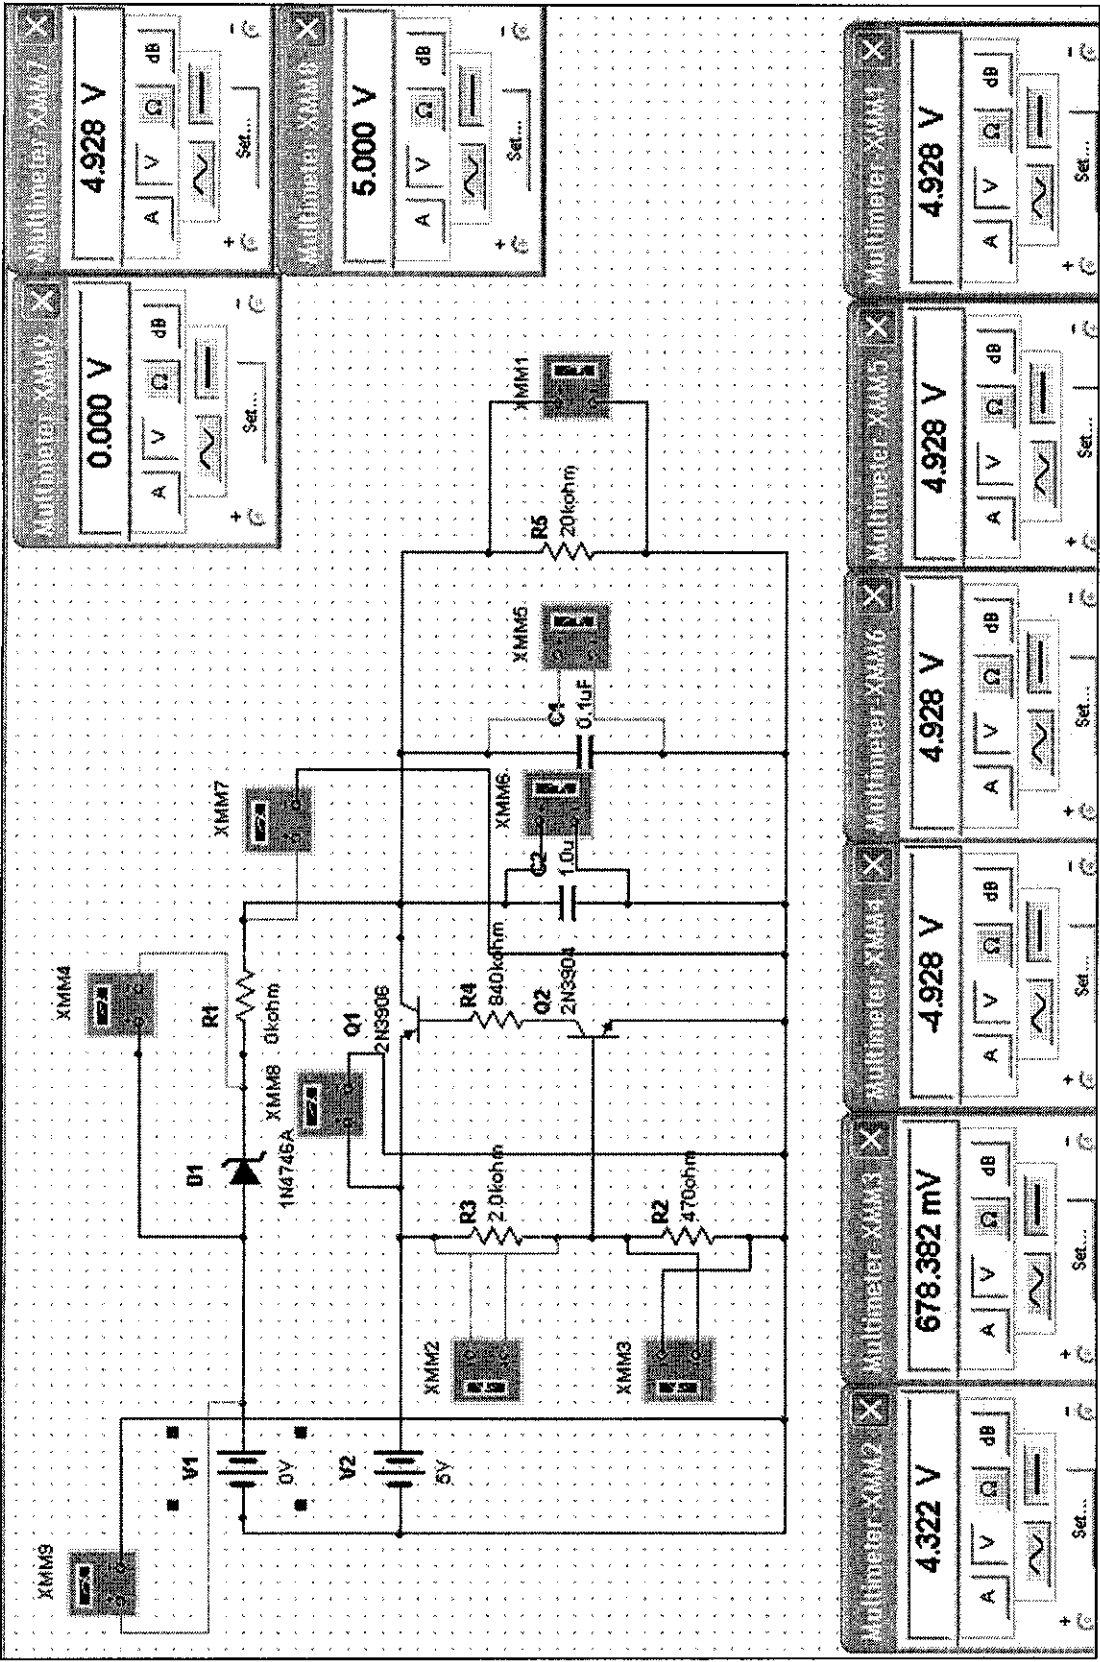 Multimeter-XMM9
0.000 V
A V Ω dB
Set...
+ -
Multimeter-XMM7
4.928 V
A V Ω dB
Set...
+ -
Multimeter-XMM8
5.000 V
A V Ω dB
Set...
+ -
XMM9
V1
0V
V2
5V
XMM4
D1
1N4746A
R1
0kohm
XMM7
XMM8
Q1
2N3906
XMM2
R3
2.0kohm
XMM3
R2
470ohm
R4
840kohm
Q2
2N3904
C2
1.0u
XMM6
C1
0.1uF
XMM5
R5
20kohm
XMM1
Multimeter-XMM2
4.322 V
A V Ω dB
Set...
+ -
Multimeter-XMM3
678.382 mV
A V Ω dB
Set...
+ -
Multimeter-XMM4
-4.928 V
A V Ω dB
Set...
+ -
Multimeter-XMM6
4.928 V
A V Ω dB
Set...
+ -
Multimeter-XMM5
4.928 V
A V Ω dB
Set...
+ -
Multimeter-XMM1
4.928 V
A V Ω dB
Set...
+ -